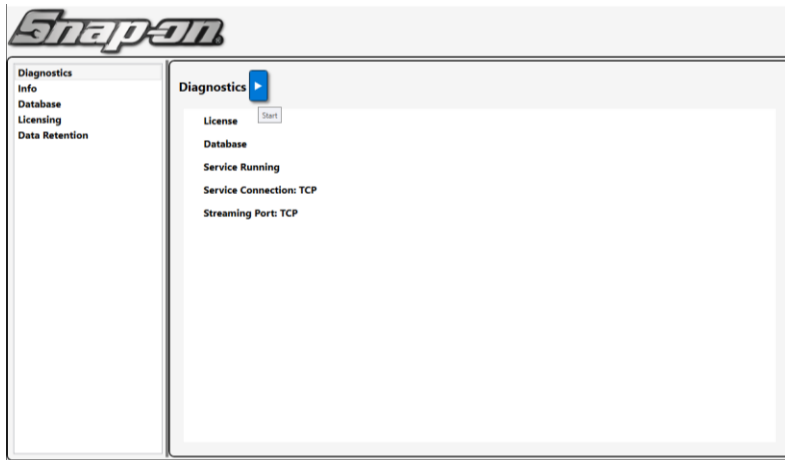 Snap-on
Diagnostics
Info
Database
Licensing
Data Retention
Diagnostics
Start
License
Database
Service Running
Service Connection: TCP
Streaming Port: TCP